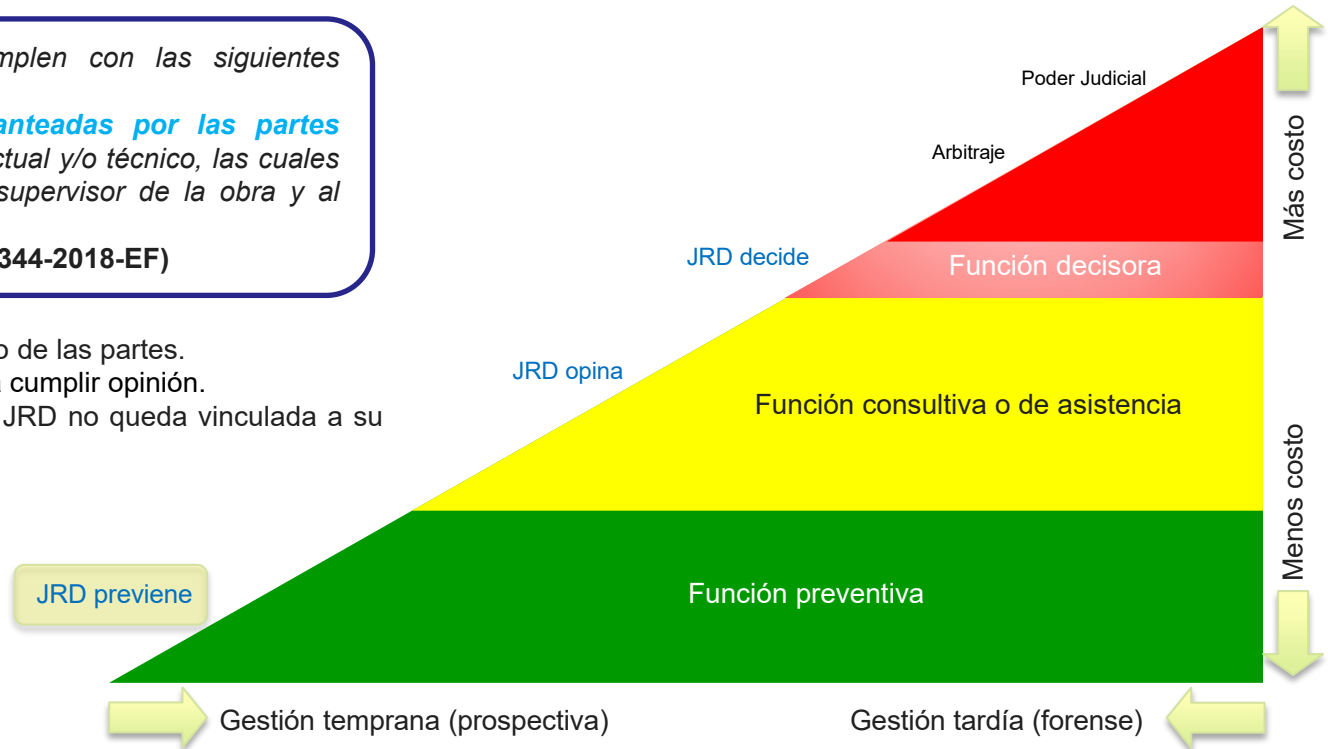 mplen con las siguientes
anteadas por las partes
ctual y/o técnico, las cuales
supervisor de la obra y al
344-2018-EF)
o de las partes.
cumplir opinión.
JRD no queda vinculada a su
Poder Judicial
Arbitraje
JRD decide
Función decisora
JRD opina
Función consultiva o de asistencia
JRD previene
Función preventiva
Más costo
Menos costo
Gestión temprana (prospectiva)
Gestión tardía (forense)